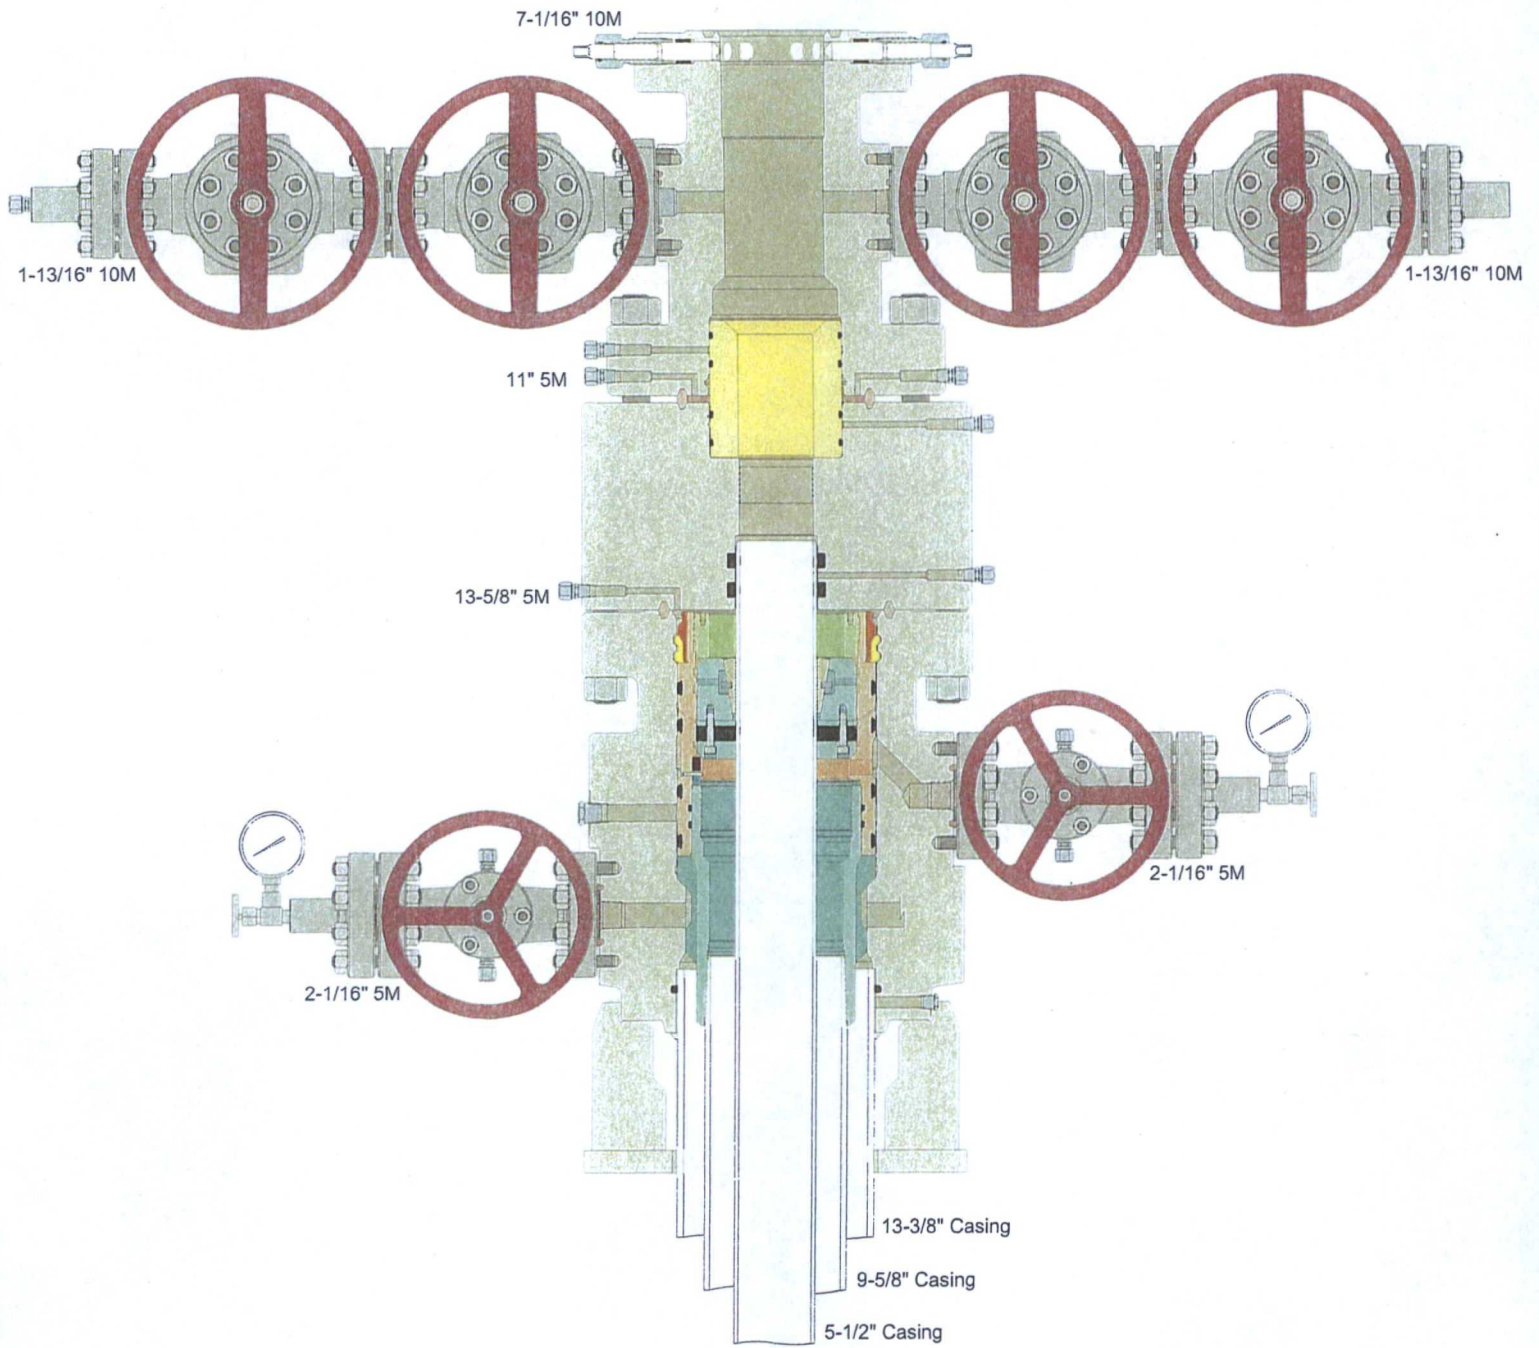 7-1/16" 10M
1-13/16" 10M
1-13/16" 10M
11" 5M
13-5/8" 5M
2-1/16" 5M
2-1/16" 5M
13-3/8" Casing
9-5/8" Casing
5-1/2" Casing